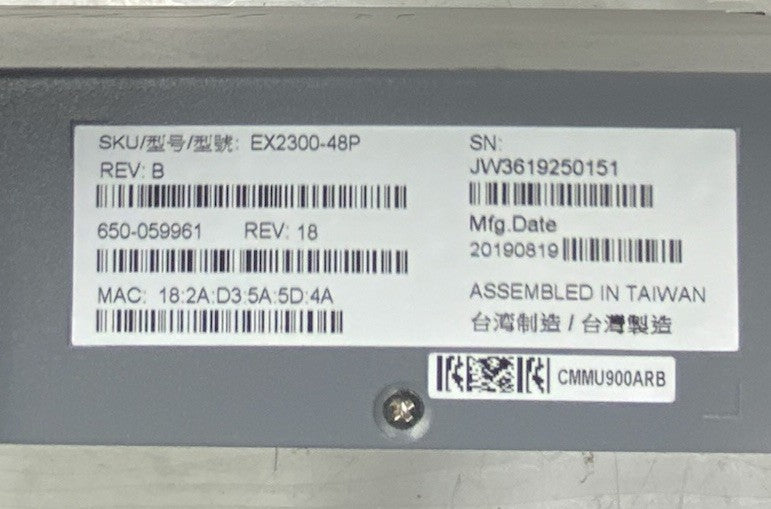 SKU/型号/型號: EX2300-48P
REV: B
650-059961 REV: 18
MAC: 18:2A:D3:5A:5D:4A
SN:
JW3619250151
Mfg.Date
20190819
ASSEMBLED IN TAIWAN
台湾制造 / 台灣製造
CMMU900ARB